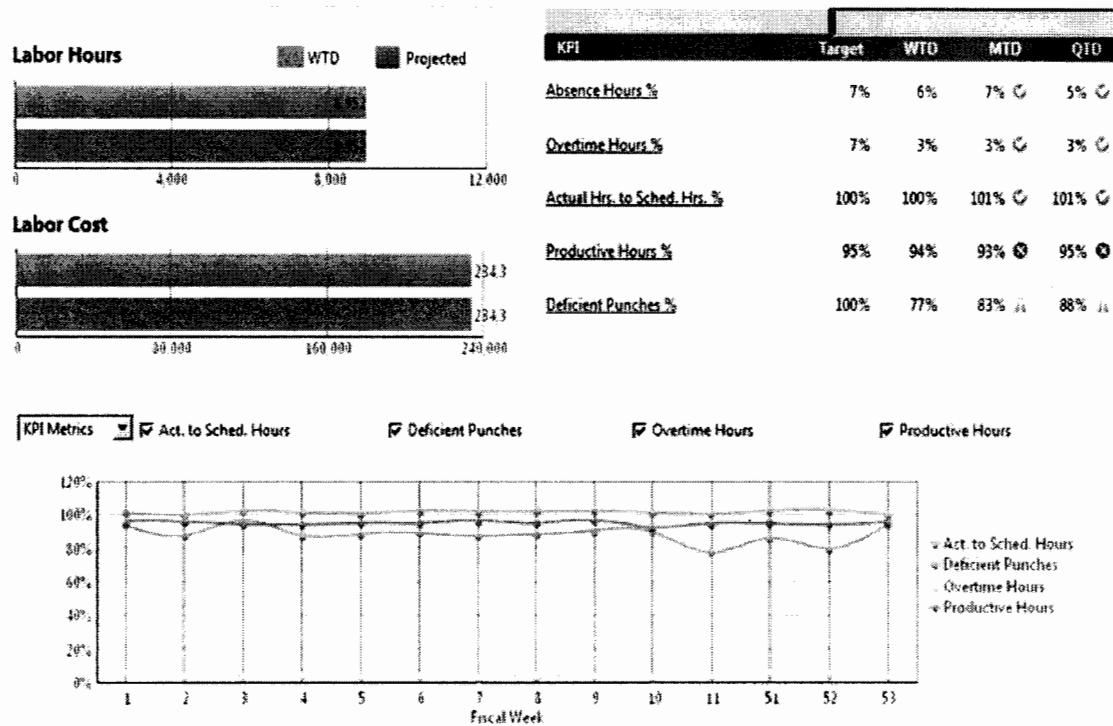 Labor Hours
WTD
Projected
0
4,000
8,000
12,000
Labor Cost
234.3
234.3
0
160,000
240,000
KPI Target WTD MTD QTD
Absence Hours % 7% 6% 7% 5%
Overtime Hours % 7% 3% 3% 3%
Actual Hrs. to Sched. Hrs. % 100% 100% 101% 101%
Productive Hours % 95% 94% 93% 95%
Deficient Punches % 100% 77% 83% 88%
KPI Metrics Act. to Sched. Hours Deficient Punches Overtime Hours Productive Hours
120%
100%
80%
60%
40%
20%
0%
1 2 3 4 5 6 7 8 9 10 11 51 52 53
Fiscal Week
Act. to Sched. Hours
Deficient Punches
Overtime Hours
Productive Hours